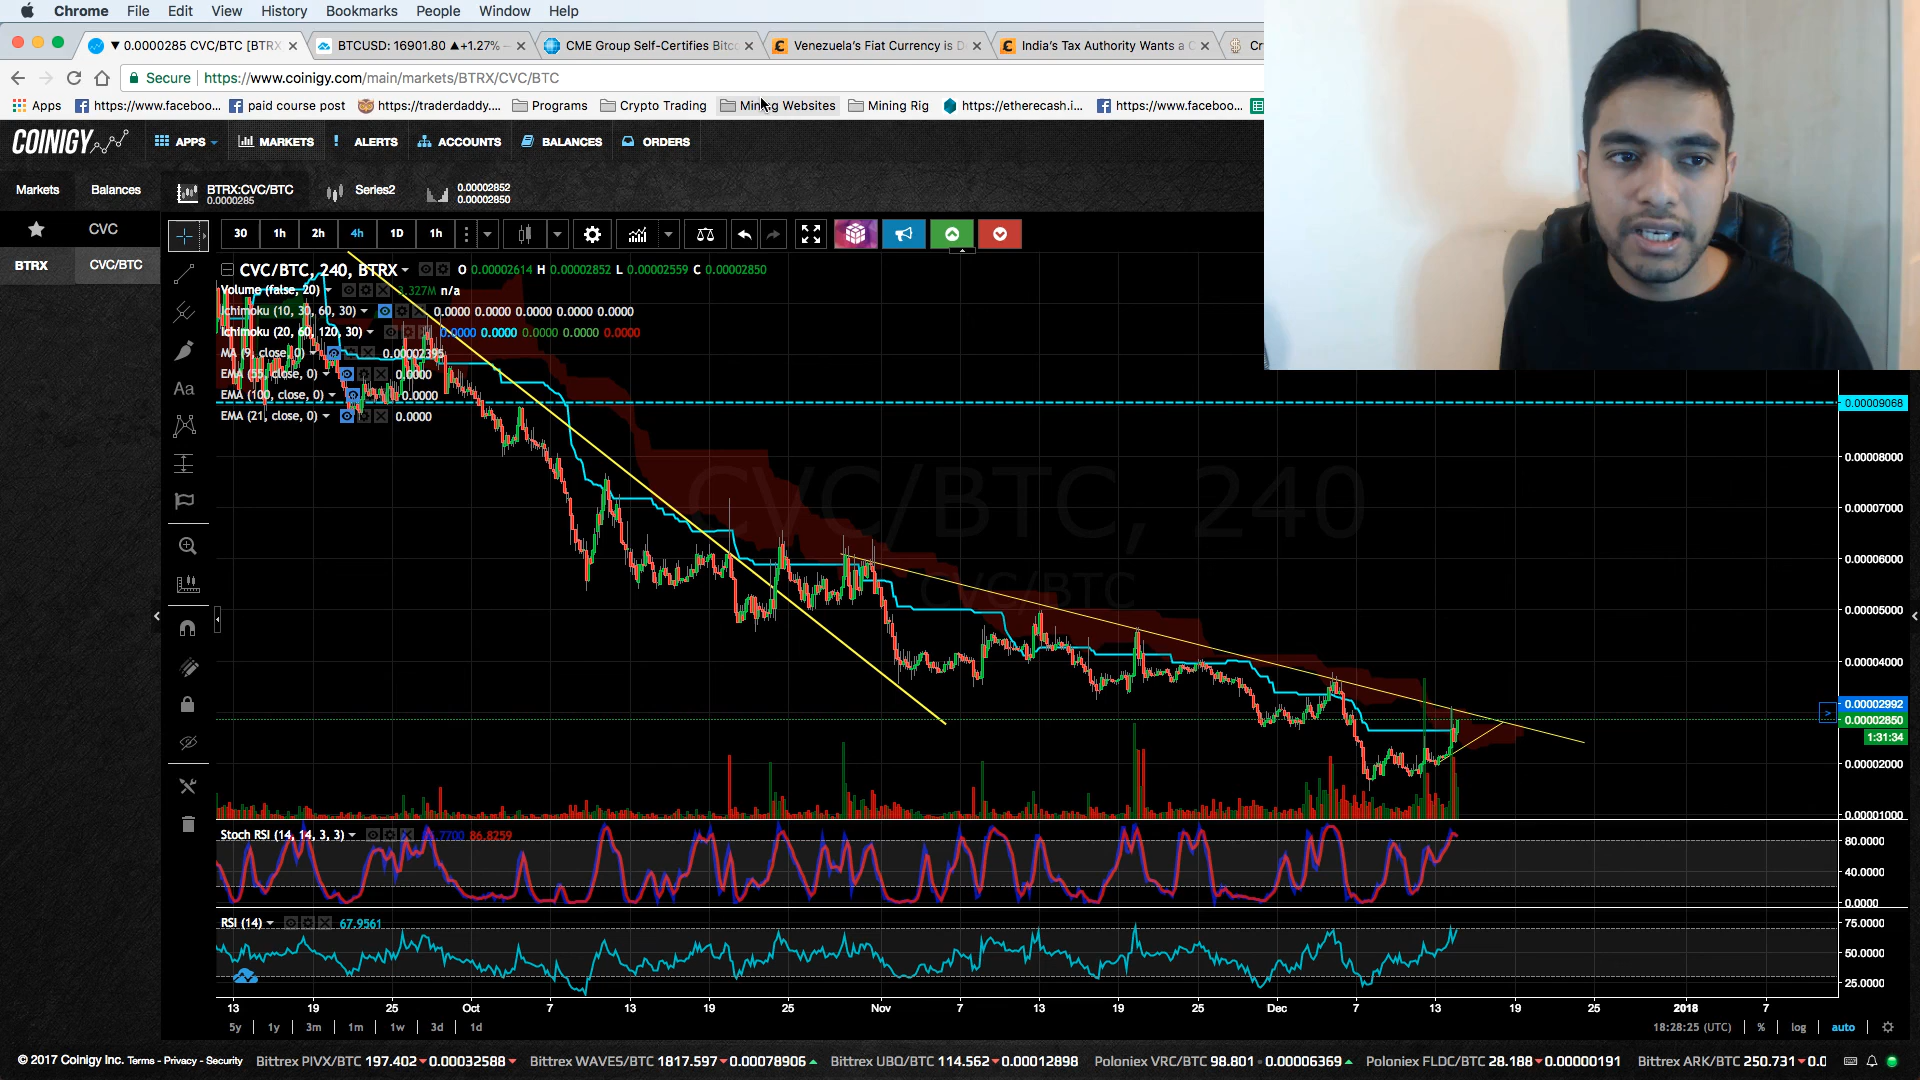 Chrome File Edit View History Bookmarks People Window Help
▼ 0.0000285 CVC/BTC [BTRX
BTCUSD: 16901.80 ▲+1.27%
CME Group Self-Certifies Bitc
Venezuela's Fiat Currency is D
India's Tax Authority Wants a C
Cr
Secure | https://www.coinigy.com/main/markets/BTRX/CVC/BTC
Apps https://www.faceboo... paid course post https://traderdaddy.... Programs Crypto Trading Mining Websites Mining Rig https://etherecash.i... https://www.faceboo...
COINIGY APPS MARKETS ALERTS ACCOUNTS BALANCES ORDERS
Markets Balances BTRX:CVC/BTC Series2 0.00002852
0.0000285 0.00002850
CVC
30 1h 2h 4h 1D 1h
BTRX CVC/BTC
CVC/BTC, 240, BTRX O 0.00002614 H 0.00002852 L 0.00002559 C 0.00002850
Volume (false, 20) 3.327M n/a
Ichimoku (10, 30, 60, 30) 0.0000 0.0000 0.0000 0.0000 0.0000
Ichimoku (20, 60, 120, 30) 0.0000 0.0000 0.0000 0.0000 0.0000
MA (9, close, 0) 0.00002395
EMA (55, close, 0) 0.0000
EMA (100, close, 0) 0.0000
EMA (21, close, 0) 0.0000
Aa
CVC/BTC, 240
CVC/BTC
0.00009068
0.00008000
0.00007000
0.00006000
0.00005000
0.00004000
0.00002992
0.00002850
1:31:34
0.00002000
0.00001000
Stoch RSI (14, 14, 3, 3) 86.8259
80.0000
40.0000
0.0000
RSI (14) 67.9561
75.0000
50.0000
25.0000
13 19 25 Oct 7 13 19 25 Nov 7 13 19 25 Dec 7 13 19 25 2018 7
5y 1y 3m 1m 1w 3d 1d 18:28:25 (UTC) % log auto
© 2017 Coinigy Inc. Terms - Privacy - Security Bittrex PIVX/BTC 197.402 0.00032588 Bittrex WAVES/BTC 1817.597 0.00078906 Bittrex UBQ/BTC 114.562 0.00012898 Poloniex VRC/BTC 98.801 0.00006369 Poloniex FLDC/BTC 28.188 0.00000191 Bittrex ARK/BTC 250.731 0.0